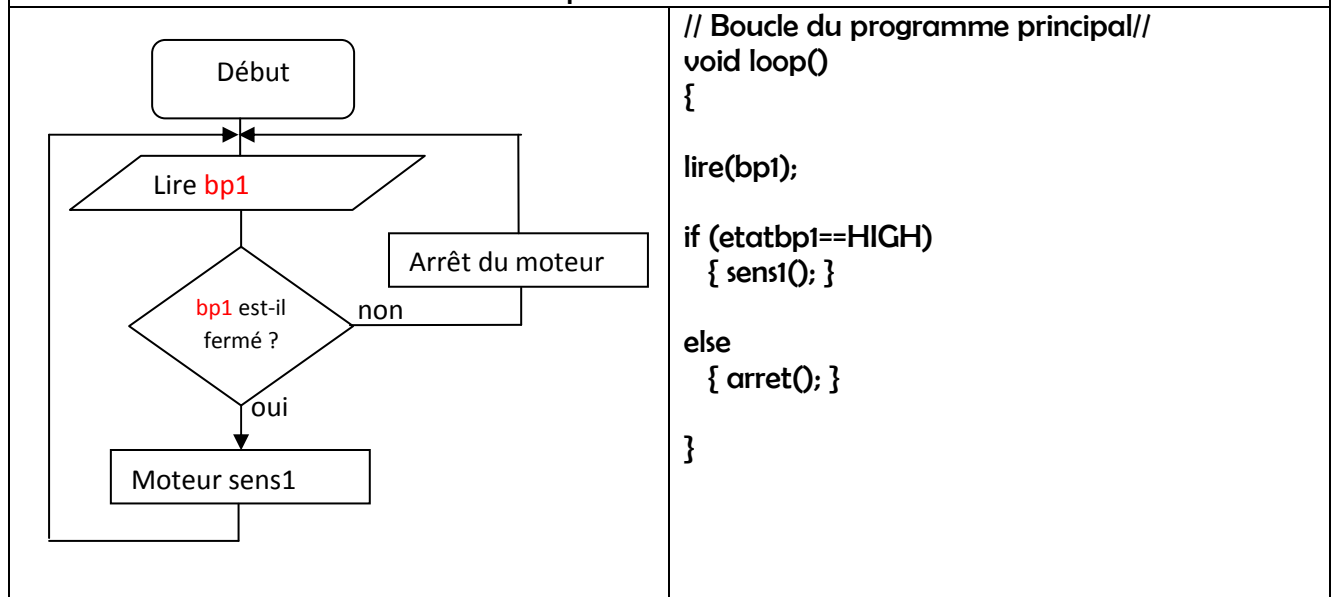 Début
Lire bp1
Arrêt du moteur
bp1 est-il
fermé ?
non
oui
Moteur sens1
// Boucle du programme principal//
void loop()
{
lire(bp1);
if (etatbp1==HIGH)
{ sens1(); }
else
{ arret(); }
}